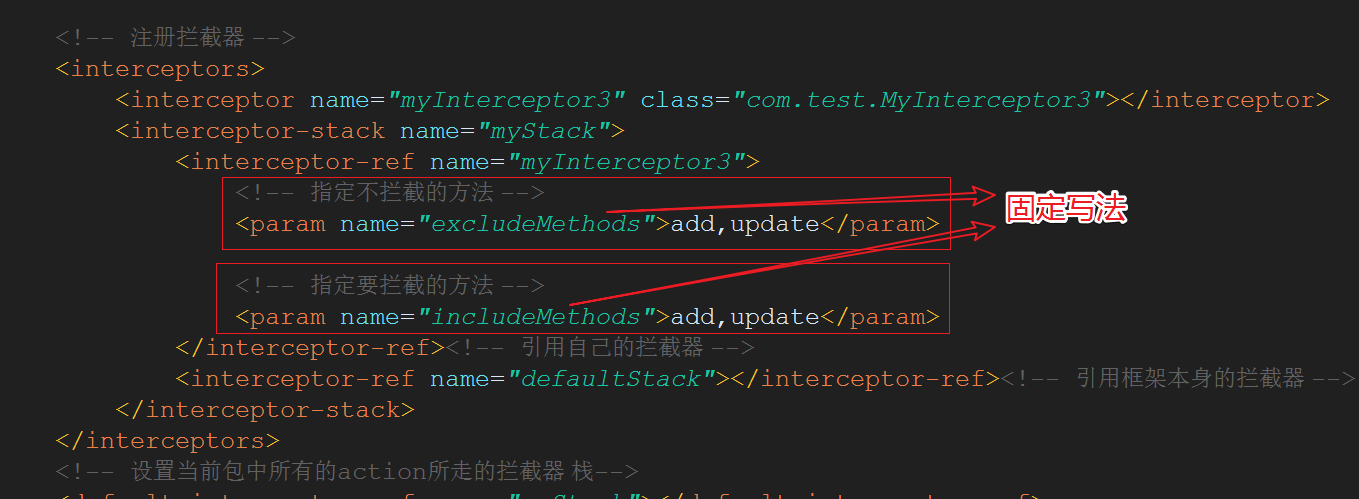 <!-- 注册拦截器 -->
<interceptors>
<interceptor name="myInterceptor3" class="com.test.MyInterceptor3"></interceptor>
<interceptor-stack name="myStack">
<interceptor-ref name="myInterceptor3">
<!-- 指定不拦截的方法 -->
固定写法
<param name="excludeMethods">add,update</param>
<!-- 指定要拦截的方法 -->
<param name="includeMethods">add,update</param>
</interceptor-ref><!-- 引用自己的拦截器 -->
<interceptor-ref name="defaultStack"></interceptor-ref><!-- 引用框架本身的拦截器 -->
</interceptor-stack>
</interceptors>
<!-- 设置当前包中所有的action所走的拦截器 栈-->